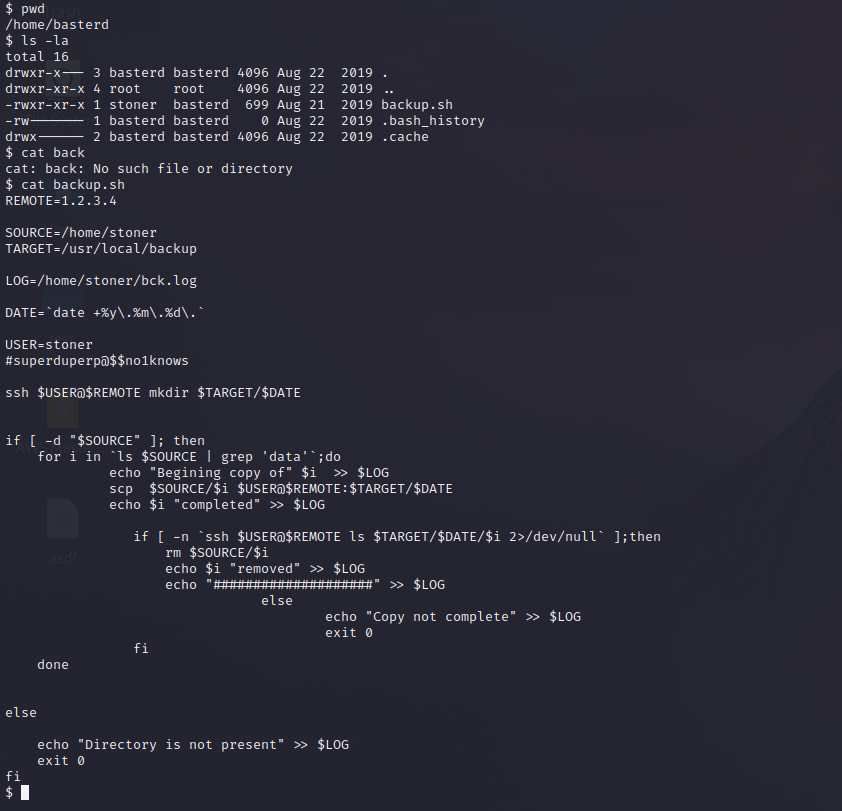 $ pwd
/home/basterd
$ ls -la
total 16
drwxr-x--- 3 basterd basterd 4096 Aug 22  2019 .
drwxr-xr-x 4 root    root    4096 Aug 22  2019 ..
-rwxr-xr-x 1 stoner  basterd  699 Aug 21  2019 backup.sh
-rw------- 1 basterd basterd    0 Aug 22  2019 .bash_history
drwx------ 2 basterd basterd 4096 Aug 22  2019 .cache
$ cat back
cat: back: No such file or directory
$ cat backup.sh
REMOTE=1.2.3.4

SOURCE=/home/stoner
TARGET=/usr/local/backup

LOG=/home/stoner/bck.log

DATE=`date +%y\.%m\.%d\.`

USER=stoner
#superduperp@$$no1knows

ssh $USER@$REMOTE mkdir $TARGET/$DATE


if [ -d "$SOURCE" ]; then
    for i in `ls $SOURCE | grep 'data'`;do
             echo "Begining copy of" $i  >> $LOG
             scp  $SOURCE/$i $USER@$REMOTE:$TARGET/$DATE
             echo $i "completed" >> $LOG

                if [ -n `ssh $USER@$REMOTE ls $TARGET/$DATE/$i 2>/dev/null` ];then
                    rm $SOURCE/$i
                    echo $i "removed" >> $LOG
                    echo "####################" >> $LOG
                                else
                                        echo "Copy not complete" >> $LOG
                                        exit 0
                fi
    done


else

    echo "Directory is not present" >> $LOG
    exit 0
fi
$
asdf